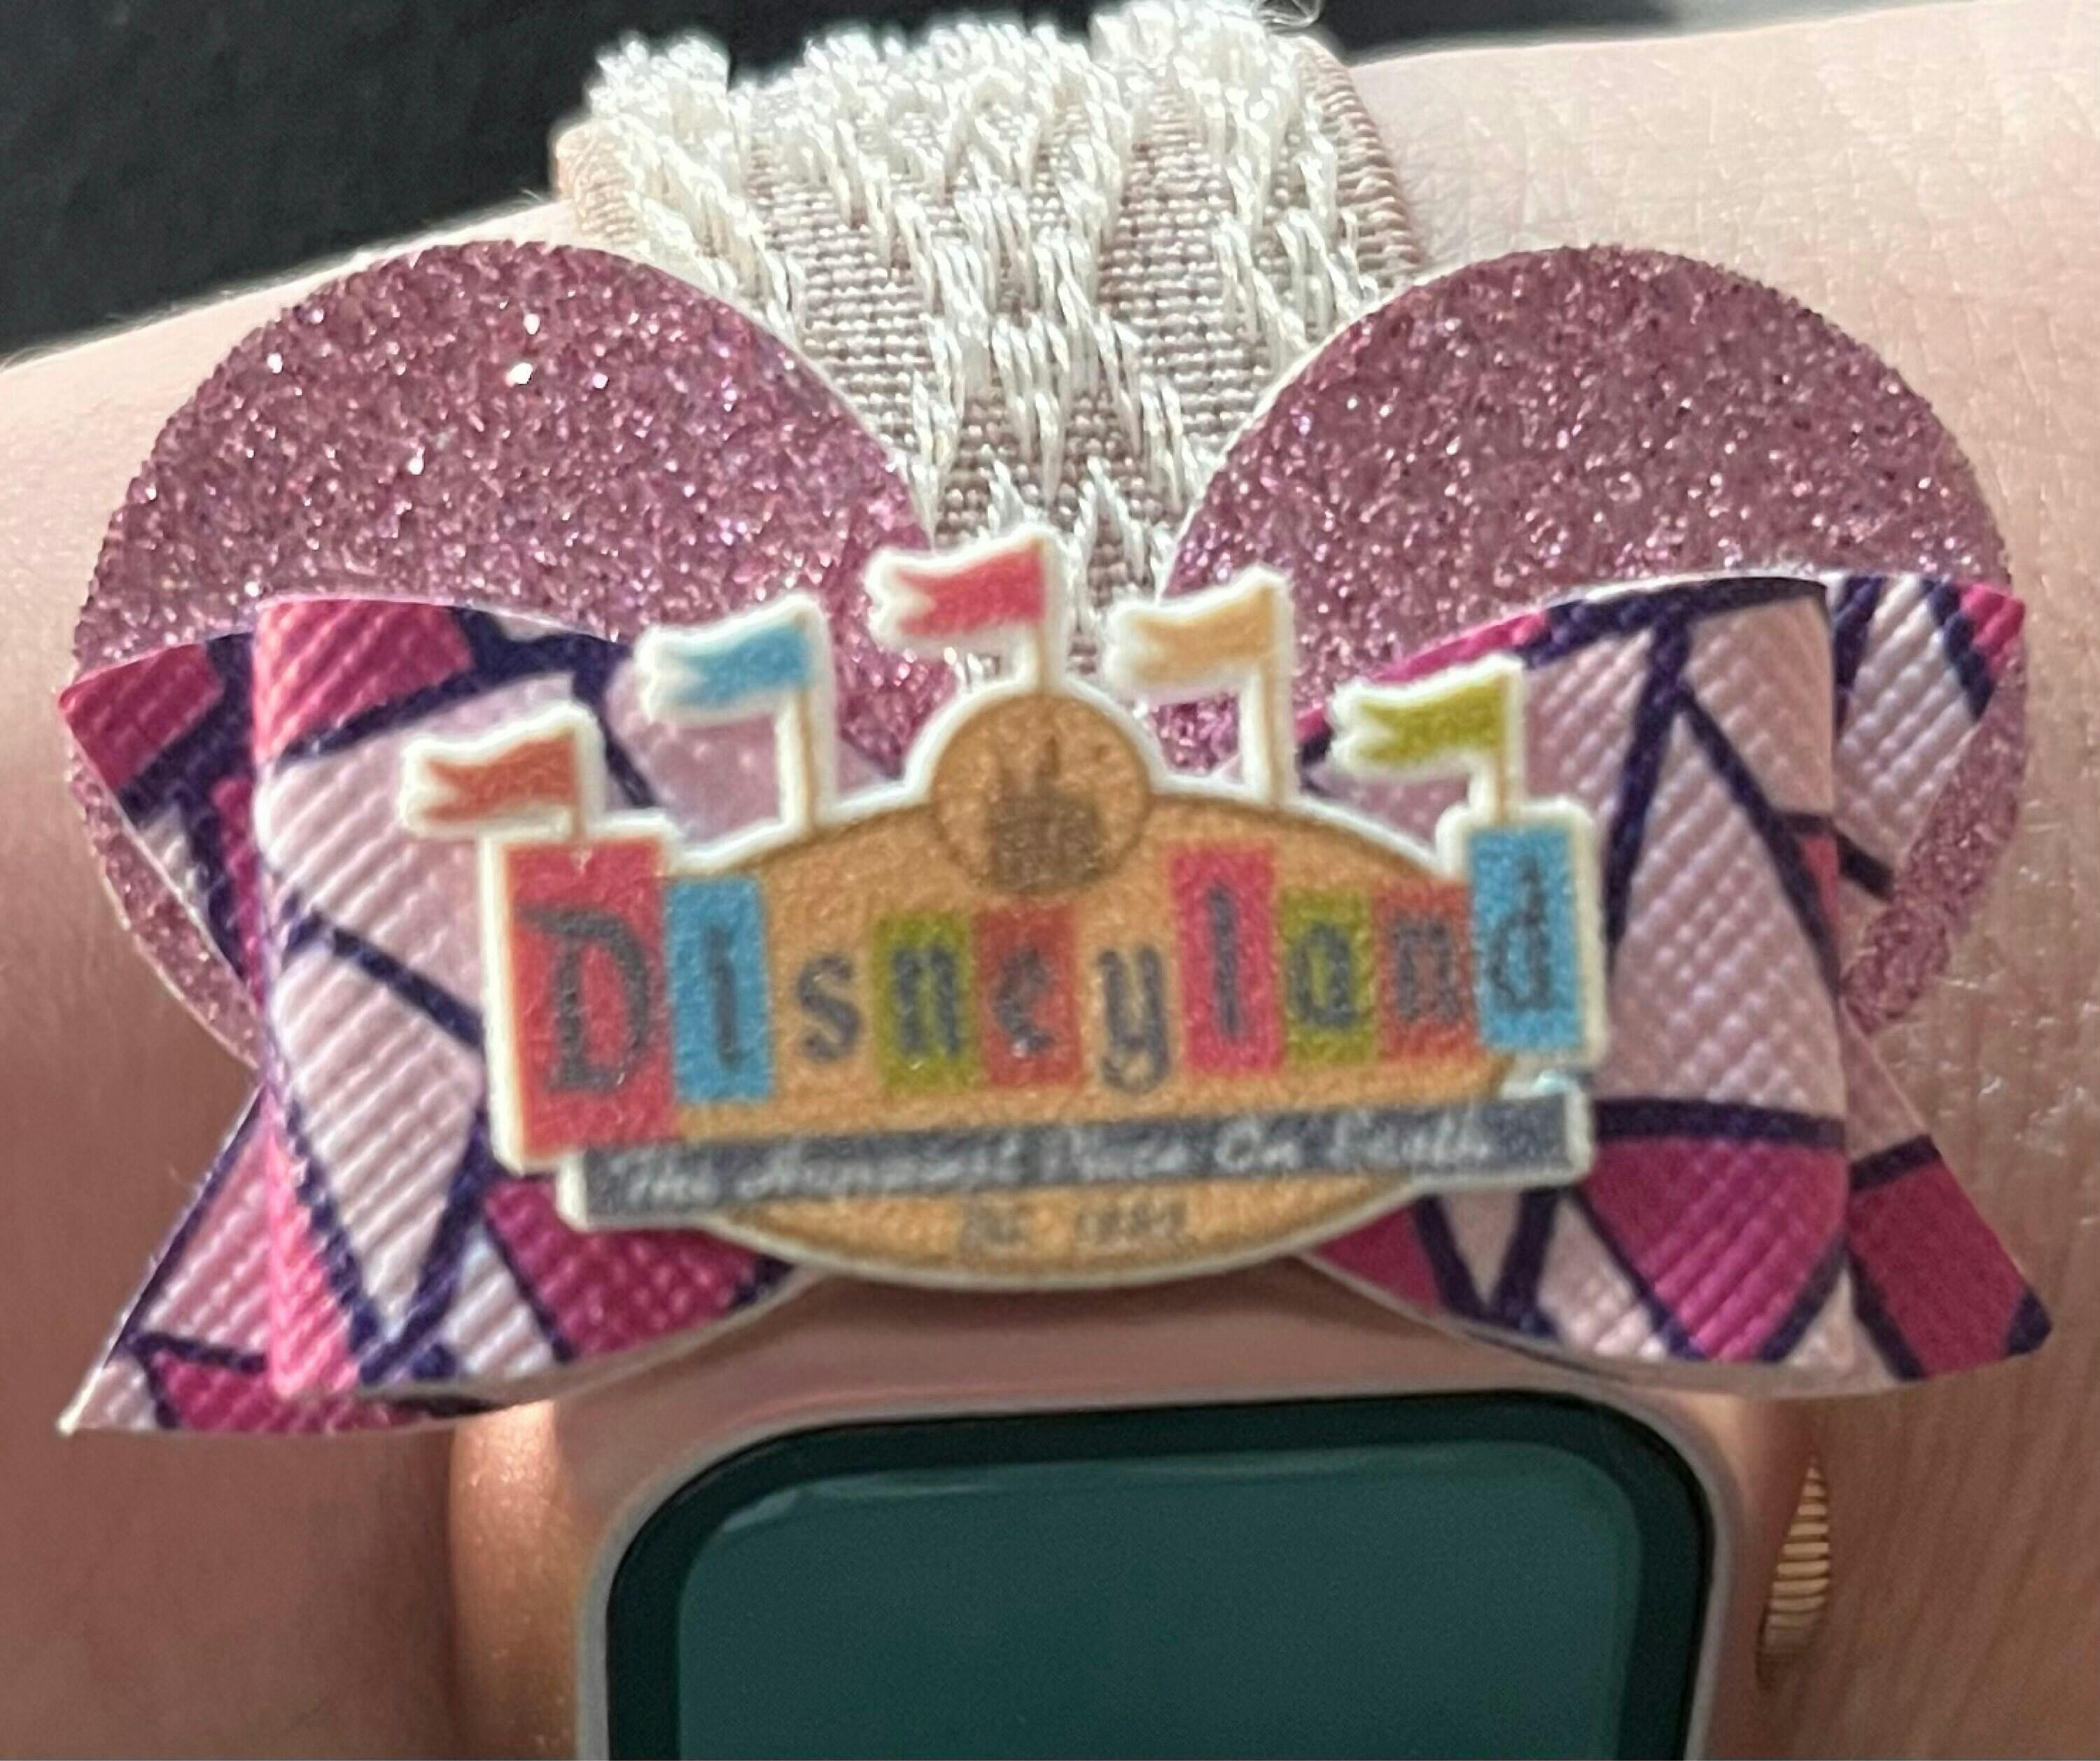 Disneyland
The Happiest Place On Earth